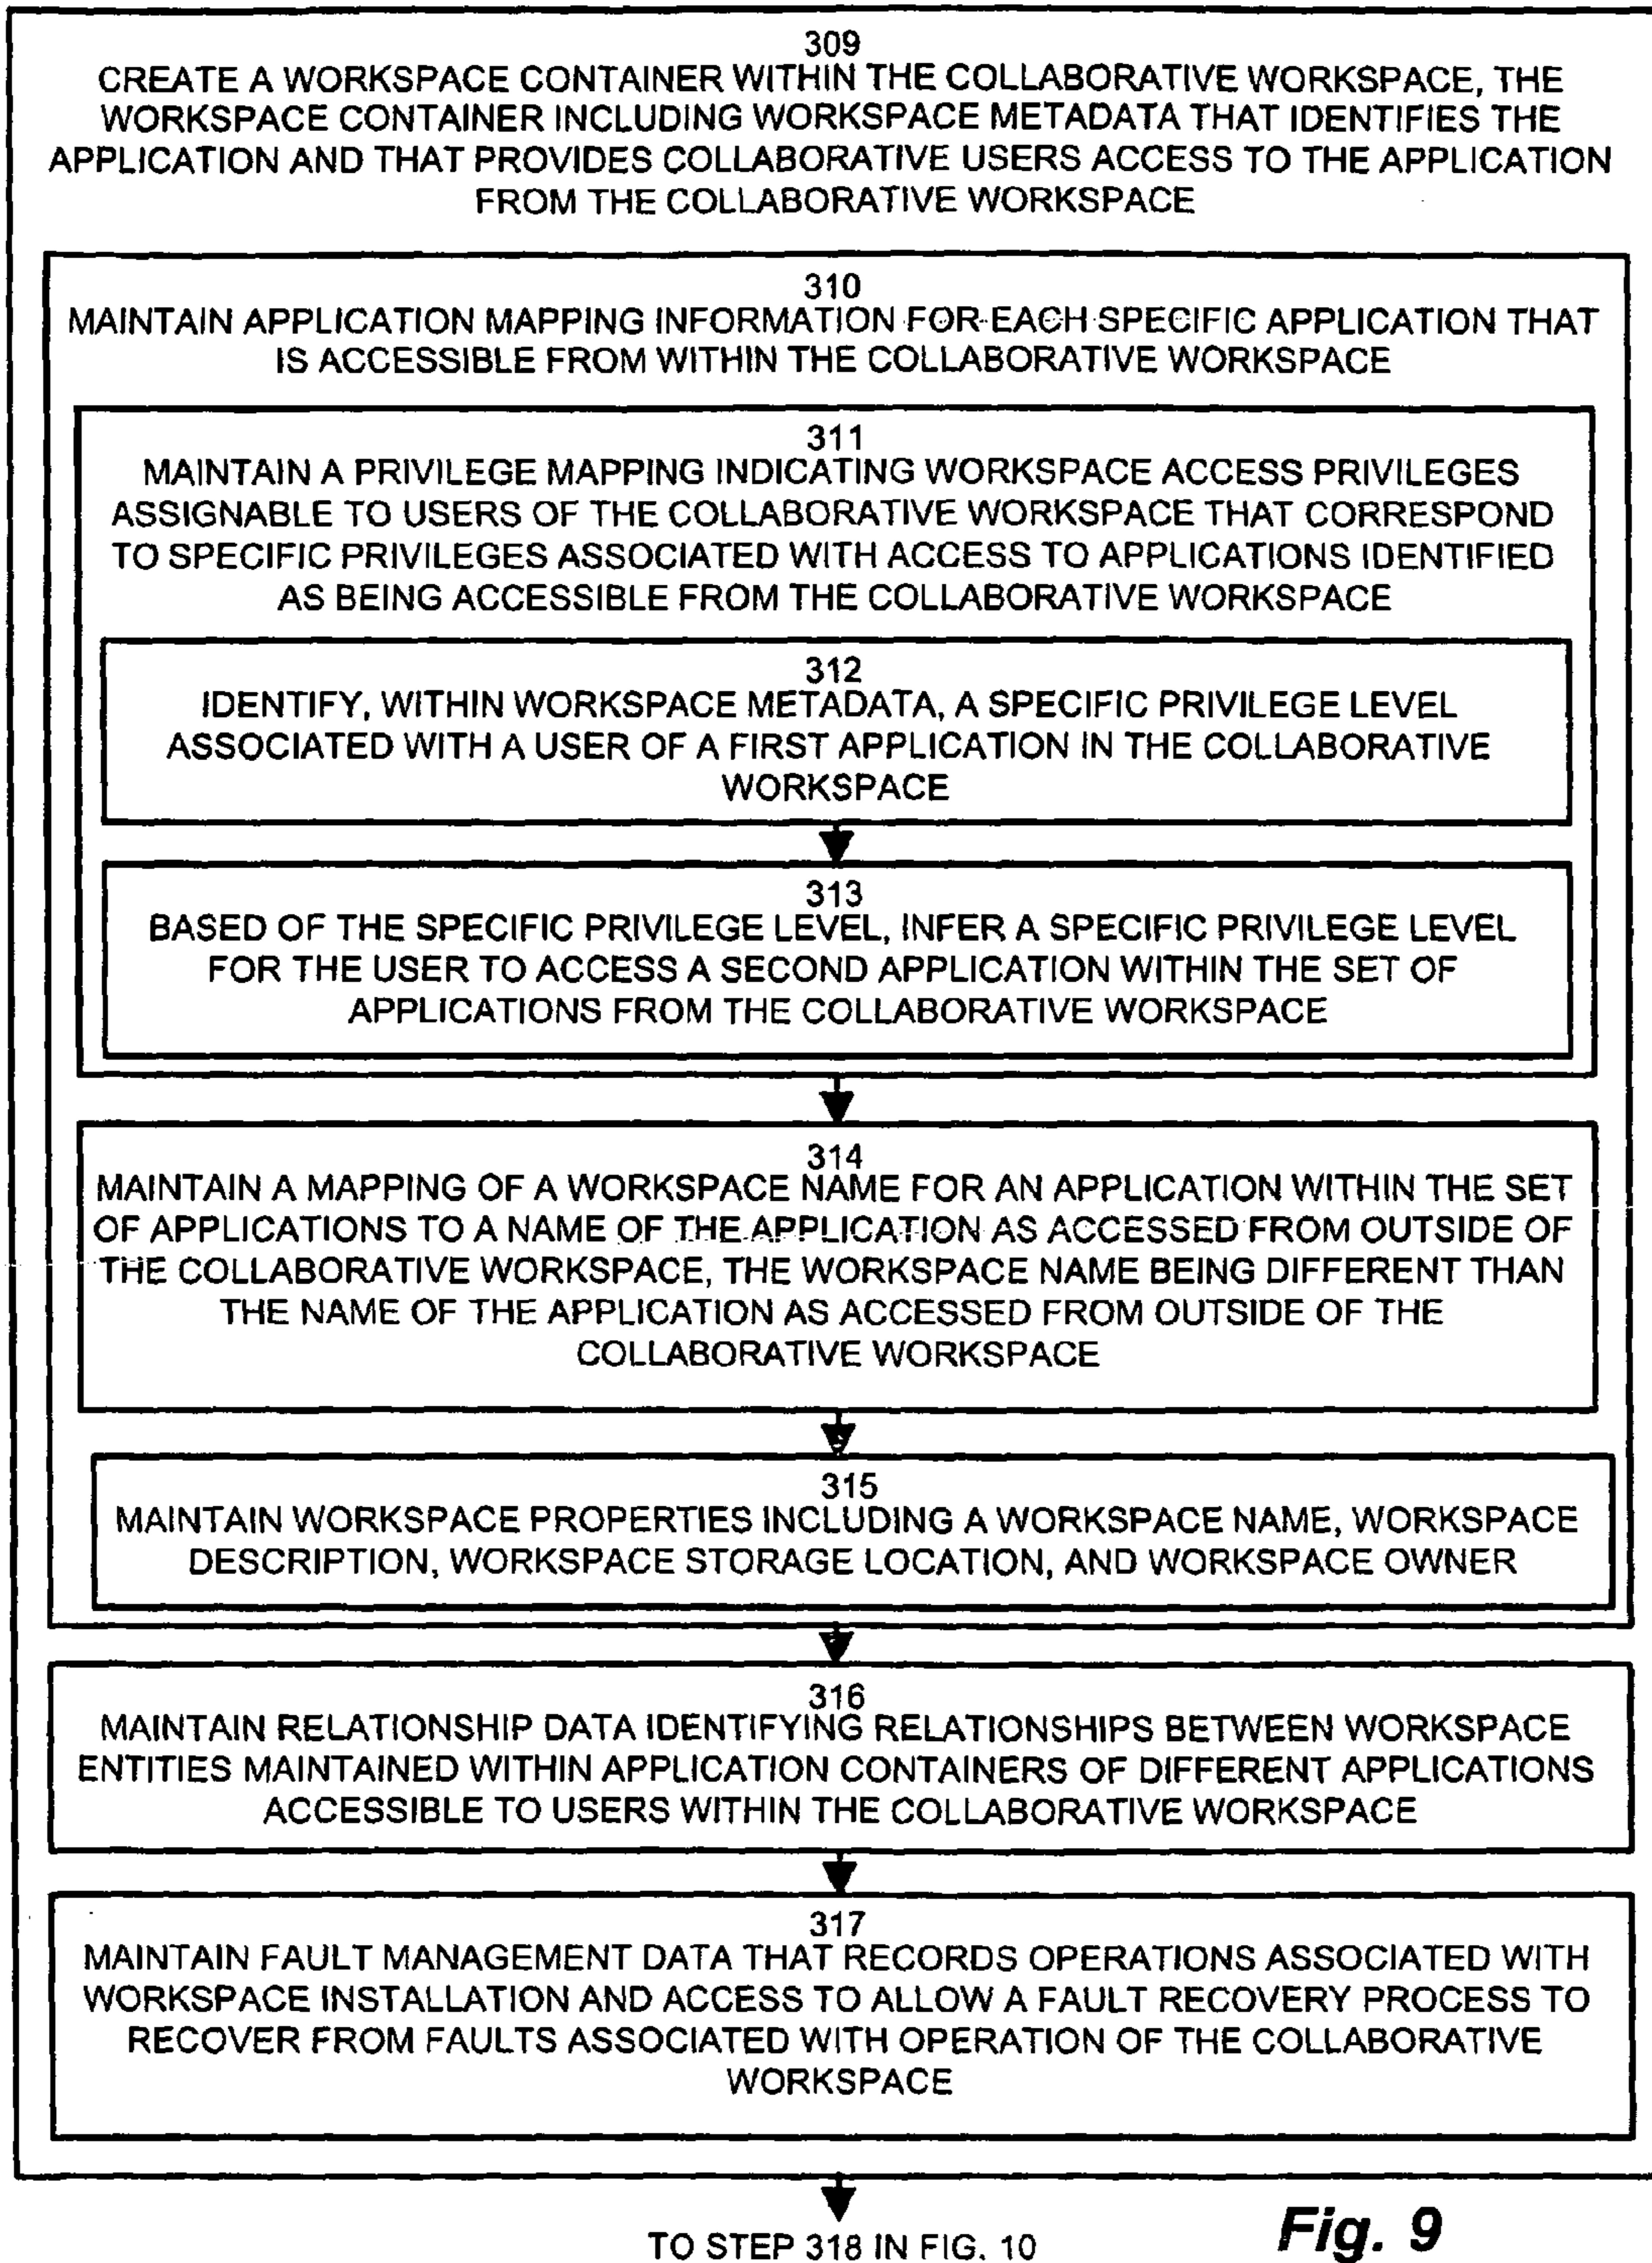 309
CREATE A WORKSPACE CONTAINER WITHIN THE COLLABORATIVE WORKSPACE, THE
WORKSPACE CONTAINER INCLUDING WORKSPACE METADATA THAT IDENTIFIES THE
APPLICATION AND THAT PROVIDES COLLABORATIVE USERS ACCESS TO THE APPLICATION
FROM THE COLLABORATIVE WORKSPACE
310
MAINTAIN APPLICATION MAPPING INFORMATION FOR EACH SPECIFIC APPLICATION THAT
IS ACCESSIBLE FROM WITHIN THE COLLABORATIVE WORKSPACE
311
MAINTAIN A PRIVILEGE MAPPING INDICATING WORKSPACE ACCESS PRIVILEGES
ASSIGNABLE TO USERS OF THE COLLABORATIVE WORKSPACE THAT CORRESPOND
TO SPECIFIC PRIVILEGES ASSOCIATED WITH ACCESS TO APPLICATIONS IDENTIFIED
AS BEING ACCESSIBLE FROM THE COLLABORATIVE WORKSPACE
312
IDENTIFY, WITHIN WORKSPACE METADATA, A SPECIFIC PRIVILEGE LEVEL
ASSOCIATED WITH A USER OF A FIRST APPLICATION IN THE COLLABORATIVE
WORKSPACE
313
BASED OF THE SPECIFIC PRIVILEGE LEVEL, INFER A SPECIFIC PRIVILEGE LEVEL
FOR THE USER TO ACCESS A SECOND APPLICATION WITHIN THE SET OF
APPLICATIONS FROM THE COLLABORATIVE WORKSPACE
314
MAINTAIN A MAPPING OF A WORKSPACE NAME FOR AN APPLICATION WITHIN THE SET
OF APPLICATIONS TO A NAME OF THE APPLICATION AS ACCESSED FROM OUTSIDE OF
THE COLLABORATIVE WORKSPACE, THE WORKSPACE NAME BEING DIFFERENT THAN
THE NAME OF THE APPLICATION AS ACCESSED FROM OUTSIDE OF THE
COLLABORATIVE WORKSPACE
315
MAINTAIN WORKSPACE PROPERTIES INCLUDING A WORKSPACE NAME, WORKSPACE
DESCRIPTION, WORKSPACE STORAGE LOCATION, AND WORKSPACE OWNER
316
MAINTAIN RELATIONSHIP DATA IDENTIFYING RELATIONSHIPS BETWEEN WORKSPACE
ENTITIES MAINTAINED WITHIN APPLICATION CONTAINERS OF DIFFERENT APPLICATIONS
ACCESSIBLE TO USERS WITHIN THE COLLABORATIVE WORKSPACE
317
MAINTAIN FAULT MANAGEMENT DATA THAT RECORDS OPERATIONS ASSOCIATED WITH
WORKSPACE INSTALLATION AND ACCESS TO ALLOW A FAULT RECOVERY PROCESS TO
RECOVER FROM FAULTS ASSOCIATED WITH OPERATION OF THE COLLABORATIVE
WORKSPACE
TO STEP 318 IN FIG. 10
Fig. 9